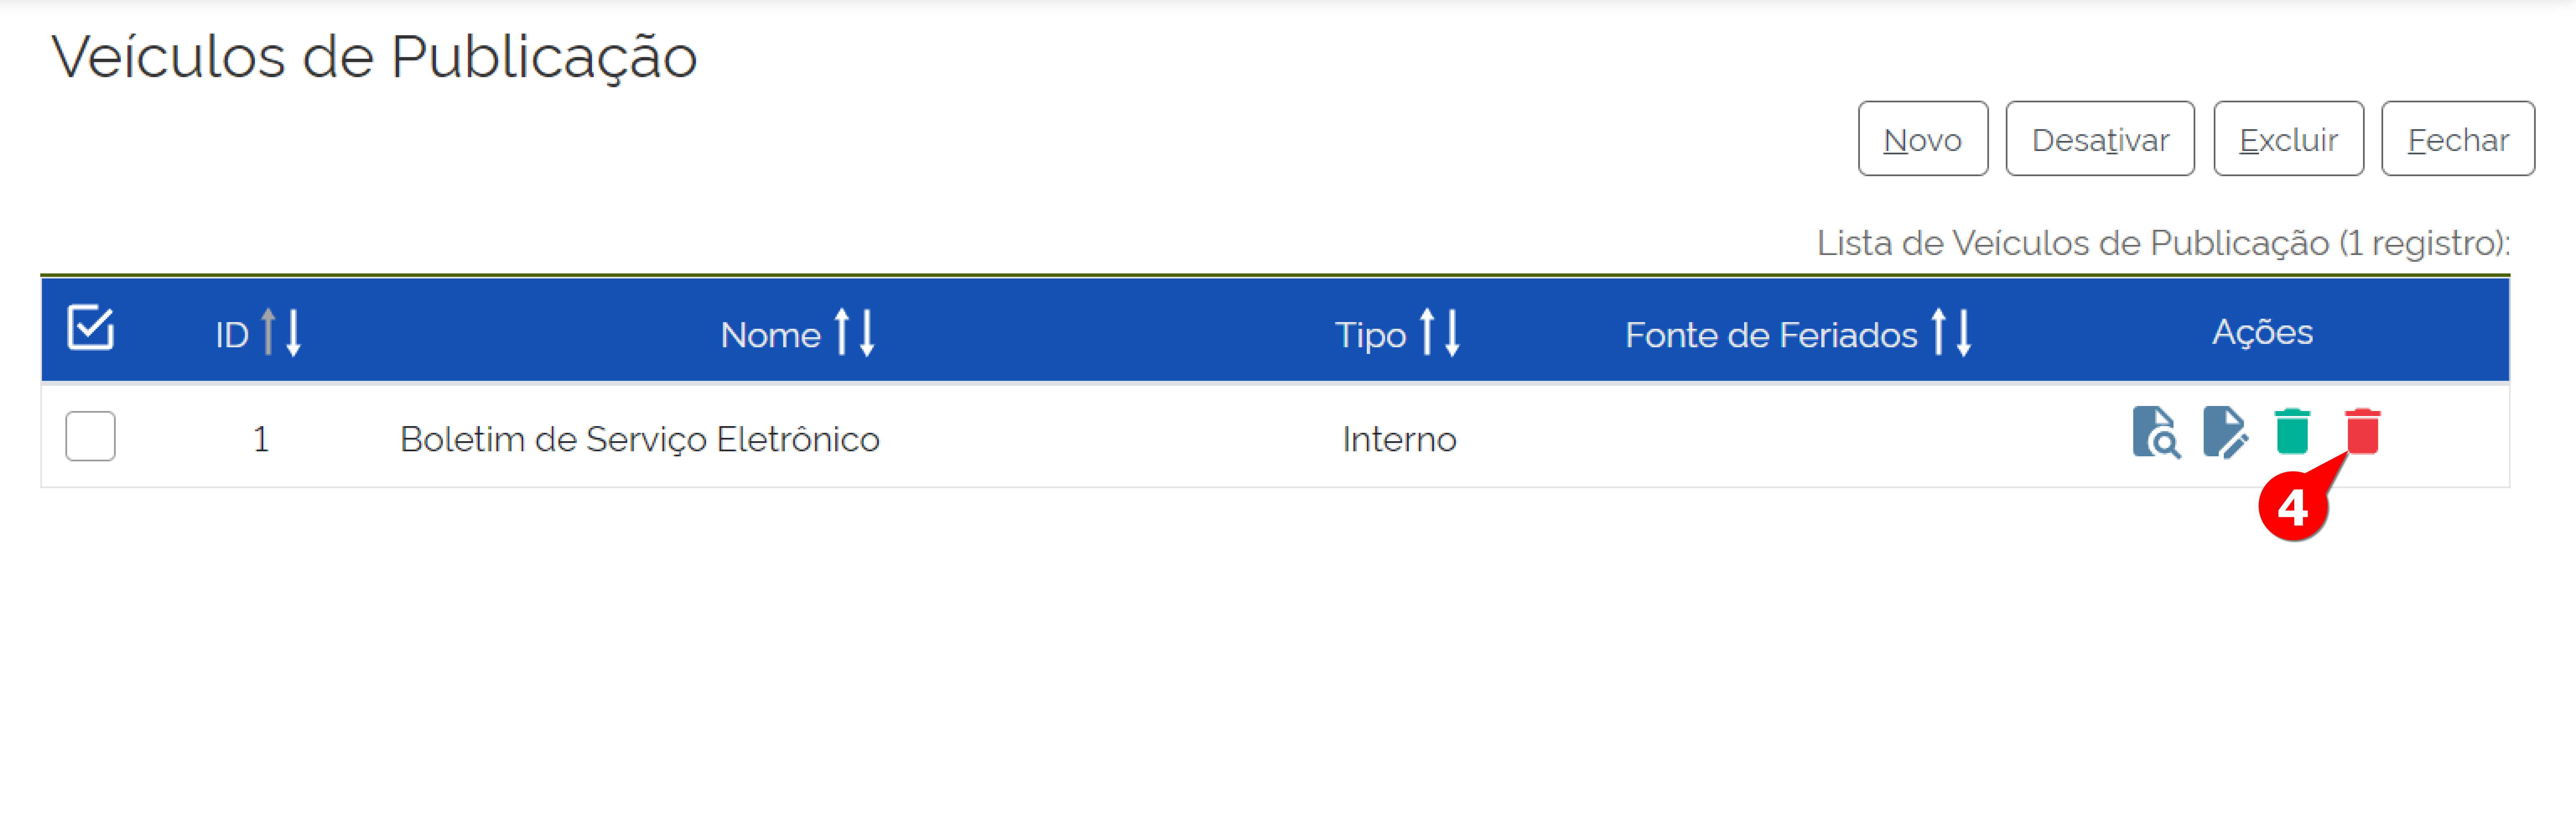 Veículos de Publicação
Novo Desativar Excluir Fechar
Lista de Veículos de Publicação (1 registro):
ID Nome Tipo Fonte de Feriados Ações
1 Boletim de Serviço Eletrônico Interno
4